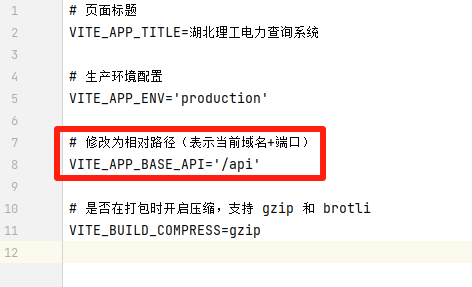 1 # 页面标题
2 VITE_APP_TITLE=湖北理工电力查询系统
3
4 # 生产环境配置
5 VITE_APP_ENV='production'
6
7 # 修改为相对路径（表示当前域名+端口）
8 VITE_APP_BASE_API='/api'
9
10 # 是否在打包时开启压缩，支持 gzip 和 brotli
11 VITE_BUILD_COMPRESS=gzip
12